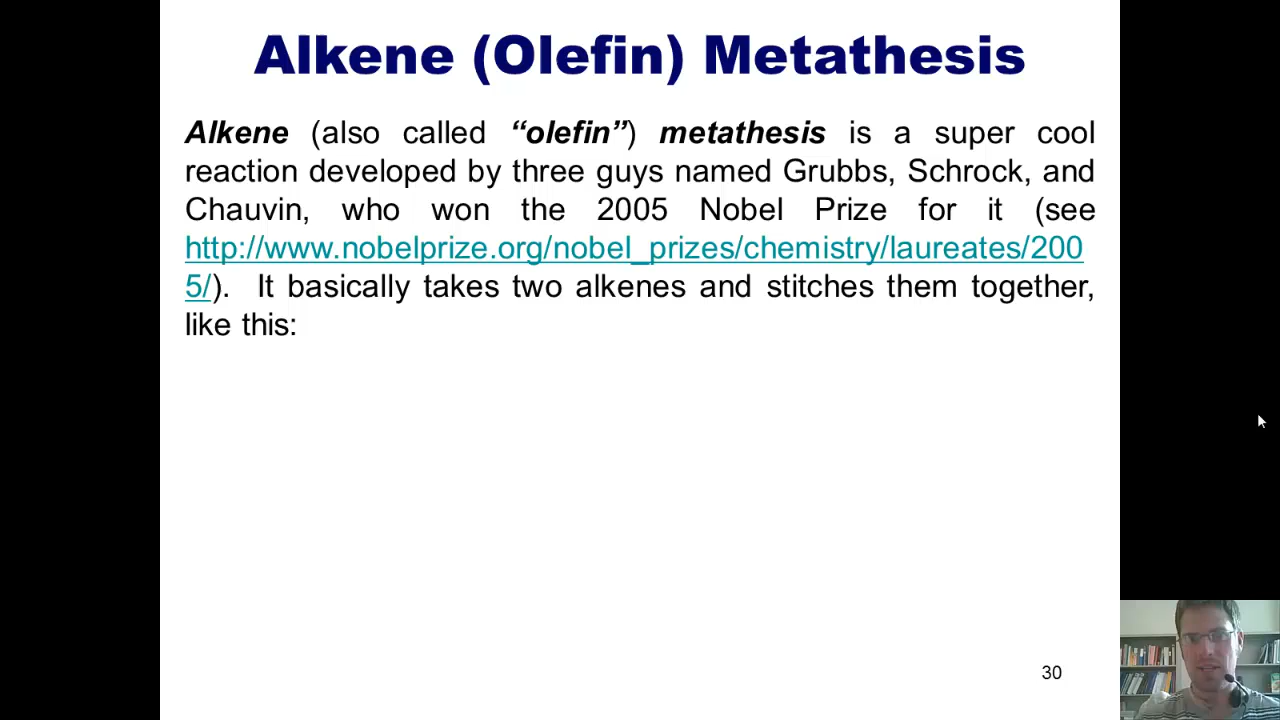 Alkene (Olefin) Metathesis
Alkene (also called “olefin”) metathesis is a super cool
reaction developed by three guys named Grubbs, Schrock, and
Chauvin, who won the 2005 Nobel Prize for it (see
http://www.nobelprize.org/nobel_prizes/chemistry/laureates/200
5/). It basically takes two alkenes and stitches them together,
like this:
30